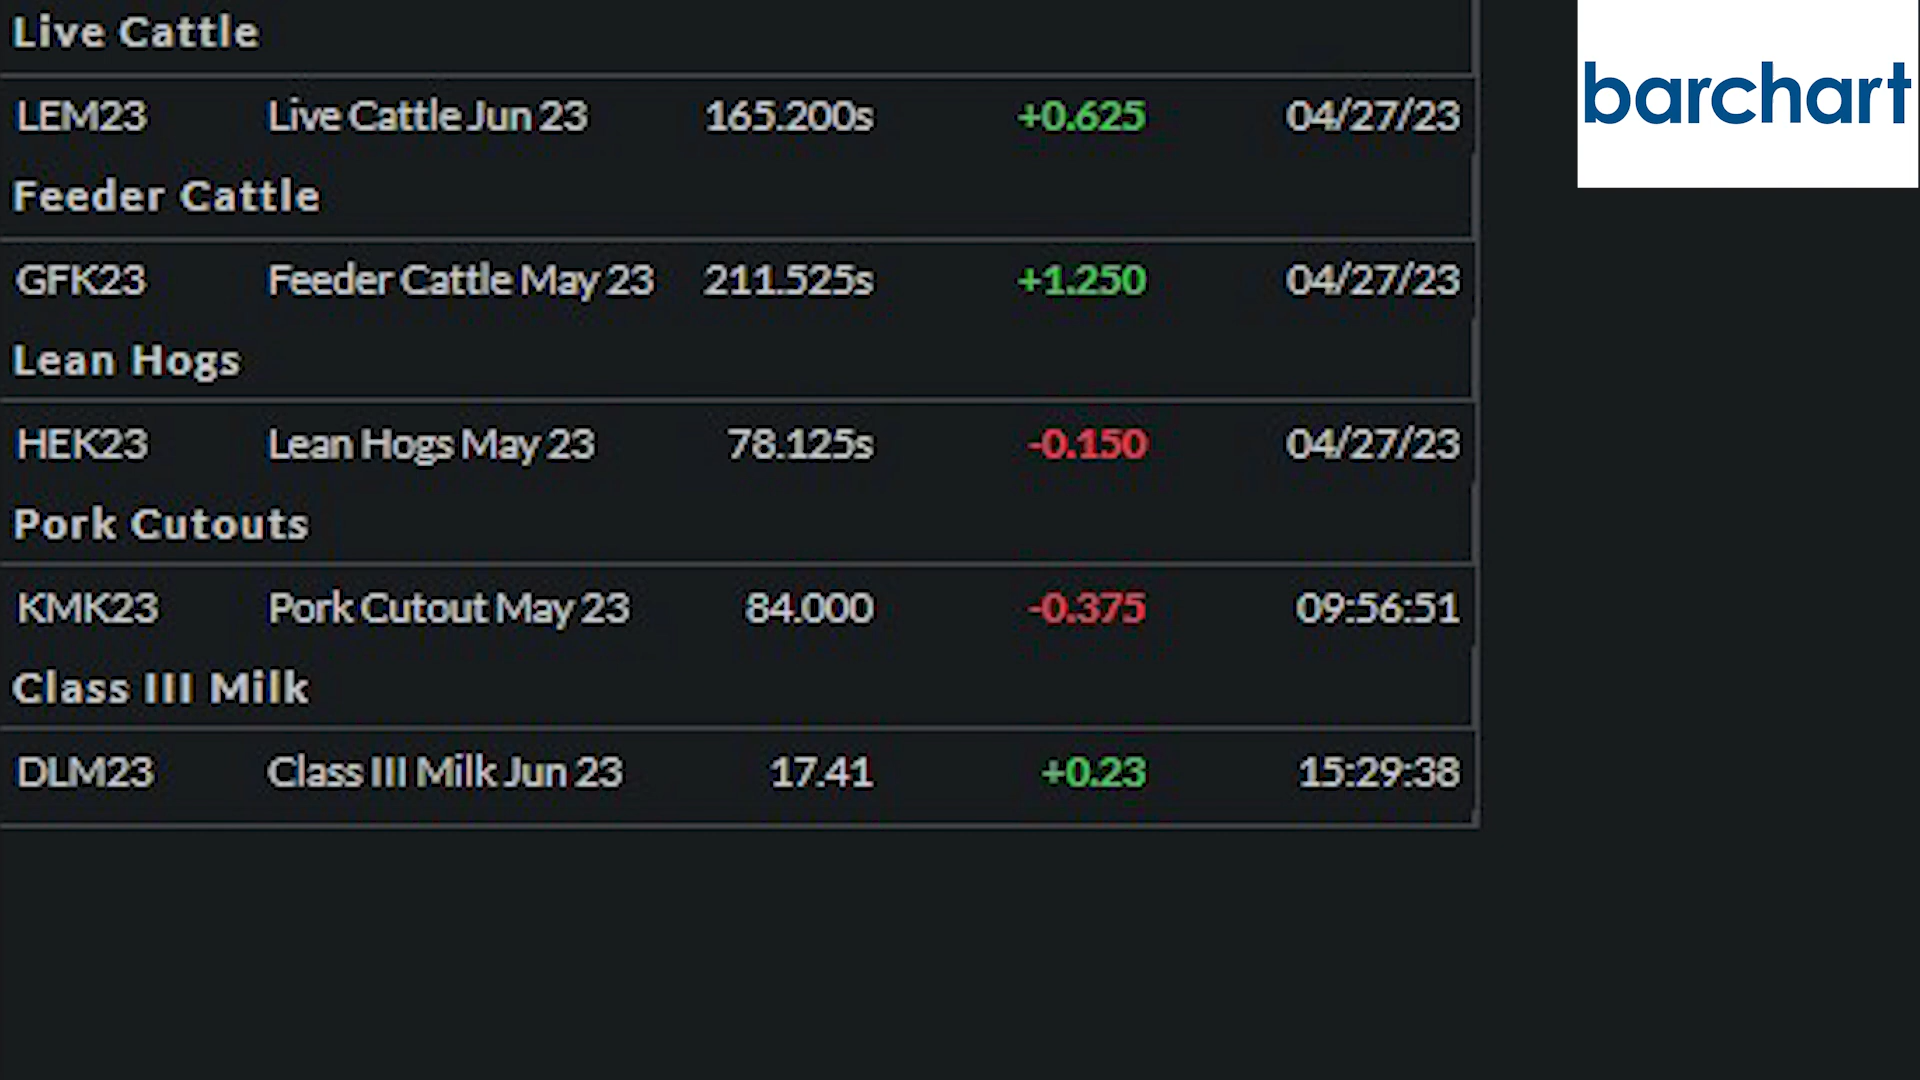 Live Cattle
barchart
LEM23 Live Cattle Jun 23 165.200s +0.625 04/27/23
Feeder Cattle
GFK23 Feeder Cattle May 23 211.525s +1.250 04/27/23
Lean Hogs
HEK23 Lean Hogs May 23 78.125s -0.150 04/27/23
Pork Cutouts
KMK23 Pork Cutout May 23 84.000 -0.375 09:56:51
Class III Milk
DLM23 Class III Milk Jun 23 17.41 +0.23 15:29:38